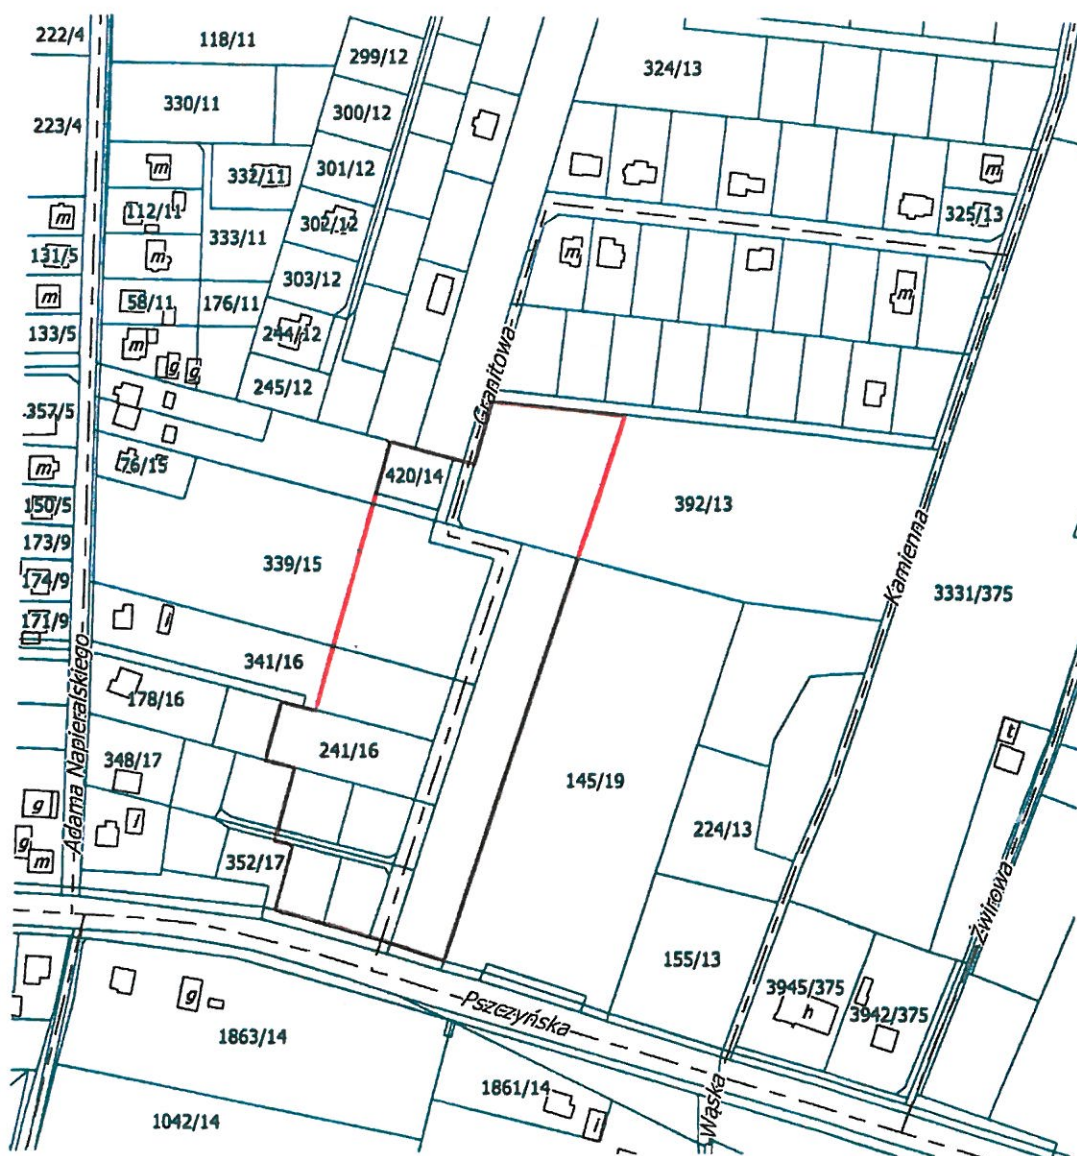 222/4
118/11
299/12
324/13
330/11
300/12
223/4
m
332/11
301/12
m
m
112/11
302/12
325/13
333/11
131/5
m
m
303/12
m
m
58/11
176/11
133/5
244/12
m
g
g
245/12
Granitowa
357/5
m
76/15
420/14
392/13
150/5
173/9
339/15
Kamienna
174/9
3331/375
171/9
l
341/16
Adama Napieralskiego
178/16
241/16
t
348/17
145/19
g
l
224/13
g
m
352/17
Żwirowa
155/13
3945/375
h
3942/375
g
Pszczyńska
1863/14
1861/14
Wąska
l
1042/14